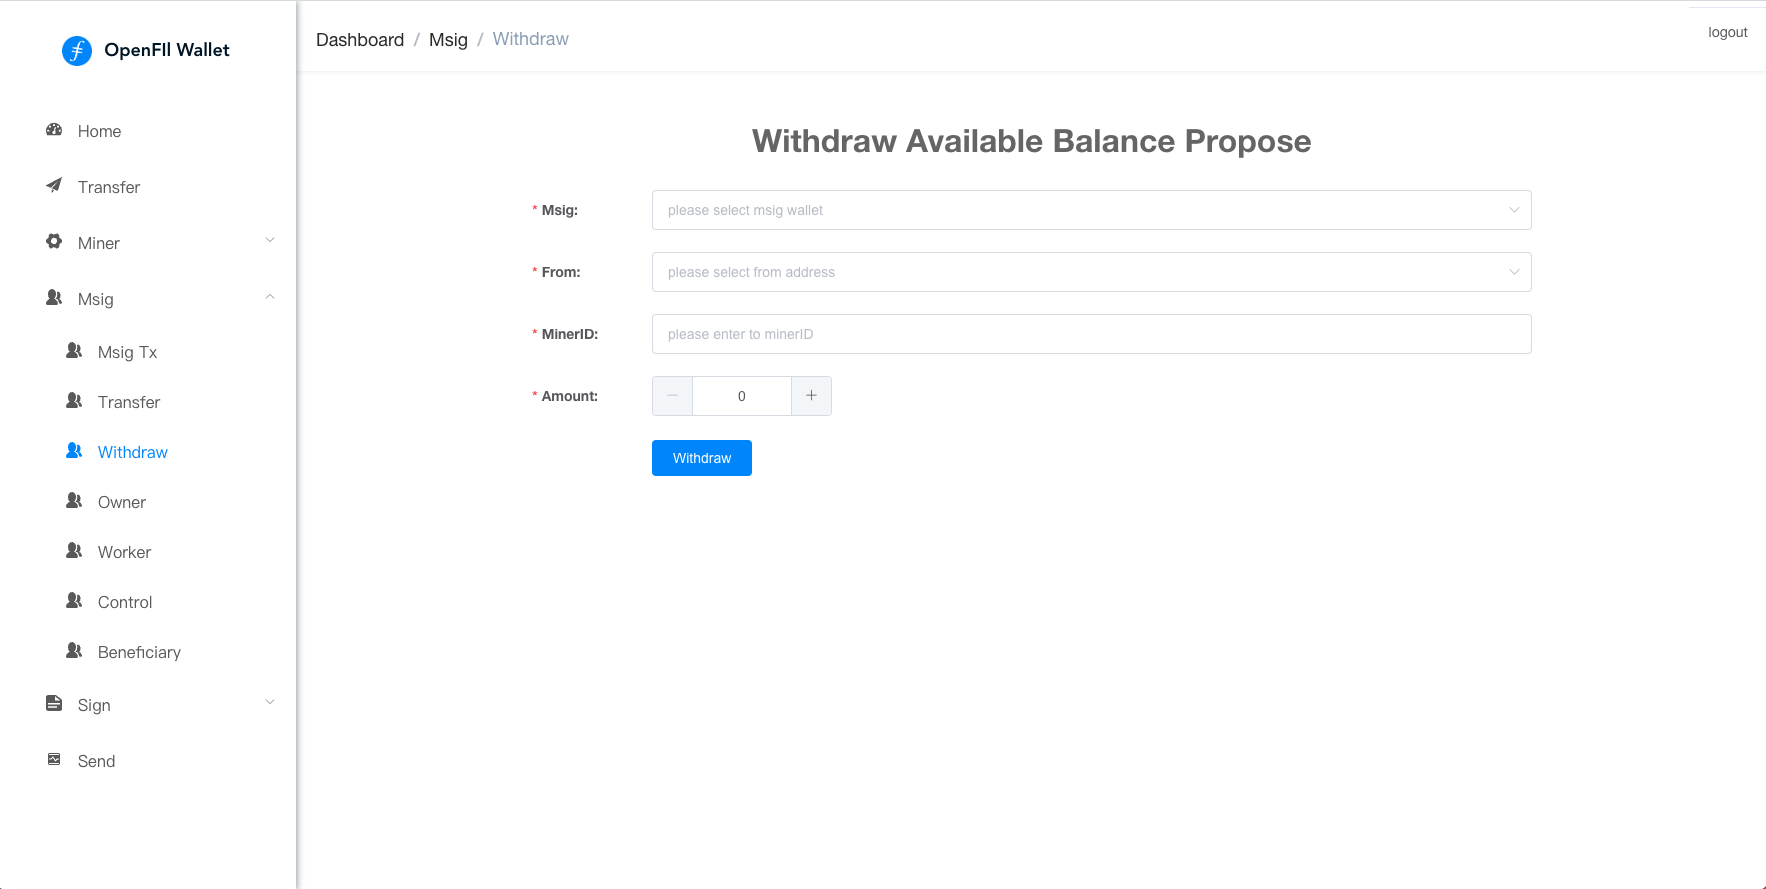 OpenFIl Wallet
Home
Transfer
Miner
Msig
Msig Tx
Transfer
Withdraw
Owner
Worker
Control
Beneficiary
Sign
Send
Dashboard / Msig / Withdraw
logout
Withdraw Available Balance Propose
* Msig: please select msig wallet
* From: please select from address
* MinerID: please enter to minerID
* Amount: − 0 +
Withdraw